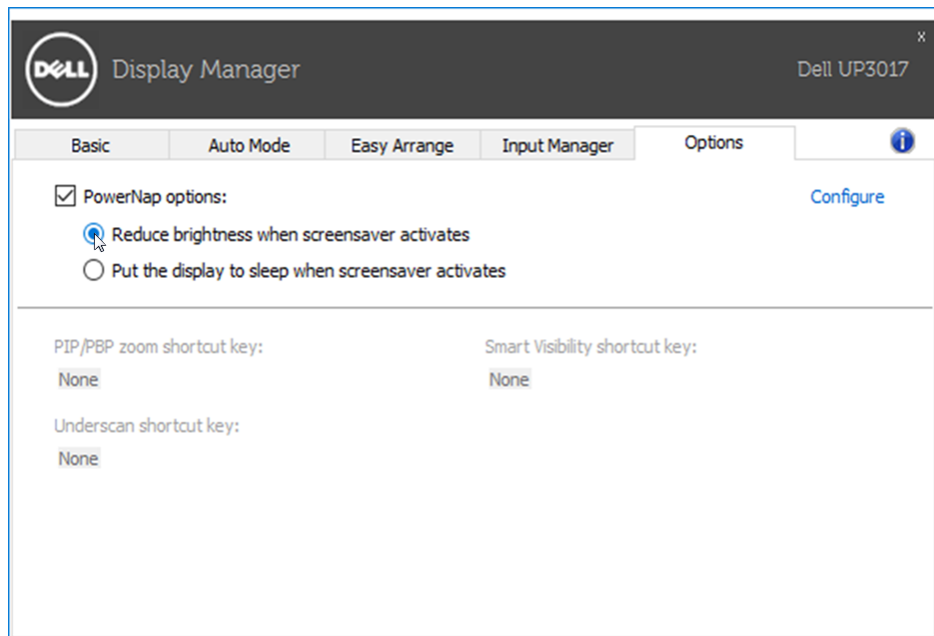 x
DELL Display Manager Dell UP3017
Basic Auto Mode Easy Arrange Input Manager Options i
PowerNap options: Configure
Reduce brightness when screensaver activates
Put the display to sleep when screensaver activates
PIP/PBP zoom shortcut key: Smart Visibility shortcut key:
None None
Underscan shortcut key:
None